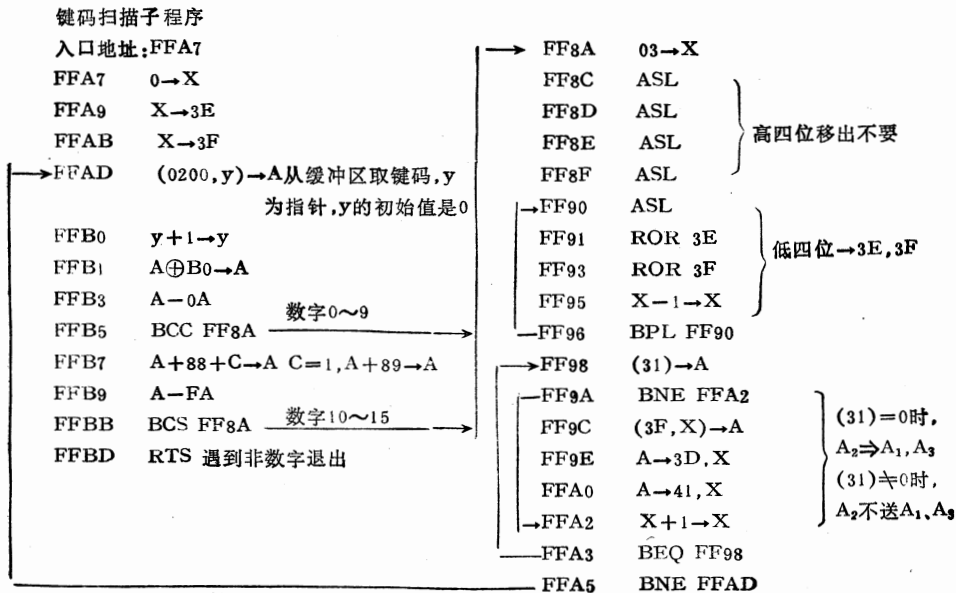 键码扫描子程序
入口地址:FFA7
FFA7 0→X
FFA9 X→3E
FFAB X→3F
FFAD (0200,y)→A从缓冲区取键码,y
为指针,y的初始值是0
FFB0 y+1→y
FFB1 A⊕B0→A
FFB3 A-0A
FFB5 BCC FF8A 数字0~9
FFB7 A+88+C→A C=1,A+89→A
FFB9 A-FA
FFBB BCS FF8A 数字10~15
FFBD RTS 遇到非数字退出
FF8A 03→X
FF8C ASL
FF8D ASL
FF8E ASL
FF8F ASL
高四位移出不要
FF90 ASL
FF91 ROR 3E
FF93 ROR 3F
FF95 X-1→X
FF96 BPL FF90
低四位→3E,3F
FF98 (31)→A
FF9A BNE FFA2
FF9C (3F,X)→A
FF9E A→3D,X
FFA0 A→41,X
FFA2 X+1→X
(31)=0时,
A₂⇒A₁,A₃
(31)≠0时,
A₂不送A₁、A₃
FFA3 BEQ FF98
FFA5 BNE FFAD